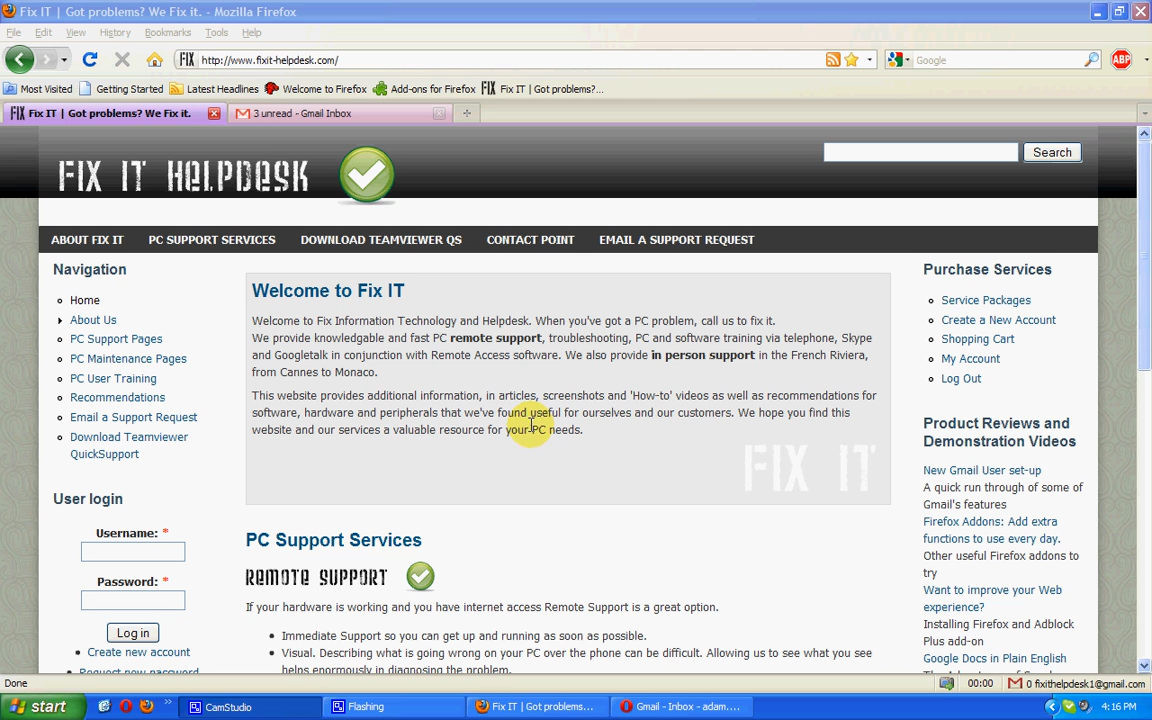 Fix IT | Got problems? We Fix it. - Mozilla Firefox
File Edit View History Bookmarks Tools Help
FIX http://www.fixit-helpdesk.com/
Google
ABP
Most Visited Getting Started Latest Headlines Welcome to Firefox Add-ons for Firefox FIX Fix IT | Got problems?...
FIX Fix IT | Got problems? We Fix it.
3 unread - Gmail Inbox
FIX IT HELPDESK
Search
ABOUT FIX IT PC SUPPORT SERVICES DOWNLOAD TEAMVIEWER QS CONTACT POINT EMAIL A SUPPORT REQUEST
Navigation
Home
About Us
PC Support Pages
PC Maintenance Pages
PC User Training
Recommendations
Email a Support Request
Download Teamviewer
QuickSupport
User login
Username: *
Password: *
Log in
Create new account
Request new password
Welcome to Fix IT
Welcome to Fix Information Technology and Helpdesk. When you've got a PC problem, call us to fix it.
We provide knowledgable and fast PC remote support, troubleshooting, PC and software training via telephone, Skype
and Googletalk in conjunction with Remote Access software. We also provide in person support in the French Riviera,
from Cannes to Monaco.
This website provides additional information, in articles, screenshots and 'How-to' videos as well as recommendations for
software, hardware and peripherals that we've found useful for ourselves and our customers. We hope you find this
website and our services a valuable resource for your PC needs.
FIX IT
PC Support Services
REMOTE SUPPORT
If your hardware is working and you have internet access Remote Support is a great option.
Immediate Support so you can get up and running as soon as possible.
Visual. Describing what is going wrong on your PC over the phone can be difficult. Allowing us to see what you see
helps enormously in diagnosing the problem.
Purchase Services
Service Packages
Create a New Account
Shopping Cart
My Account
Log Out
Product Reviews and
Demonstration Videos
New Gmail User set-up
A quick run through of some of
Gmail's features
Firefox Addons: Add extra
functions to use every day.
Other useful Firefox addons to
try
Want to improve your Web
experience?
Installing Firefox and Adblock
Plus add-on
Google Docs in Plain English
Done
00:00
0 fixithelpdesk1@gmail.com
start
CamStudio
Flashing
Fix IT | Got problems...
Gmail - Inbox - adam....
4:16 PM